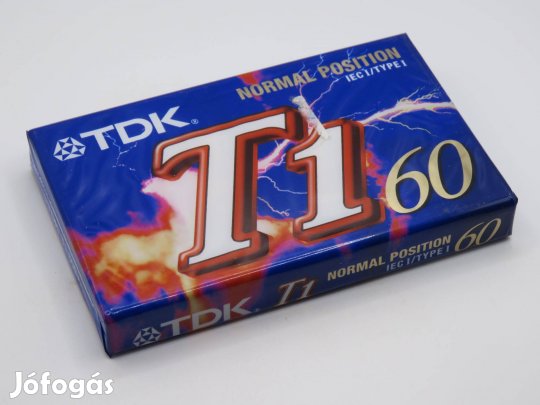 NORMAL POSITION
IEC I/TYPE I
TDK®
T1
60
TDK T1 NORMAL POSITION 60
IEC I/TYPE I
Jófogás